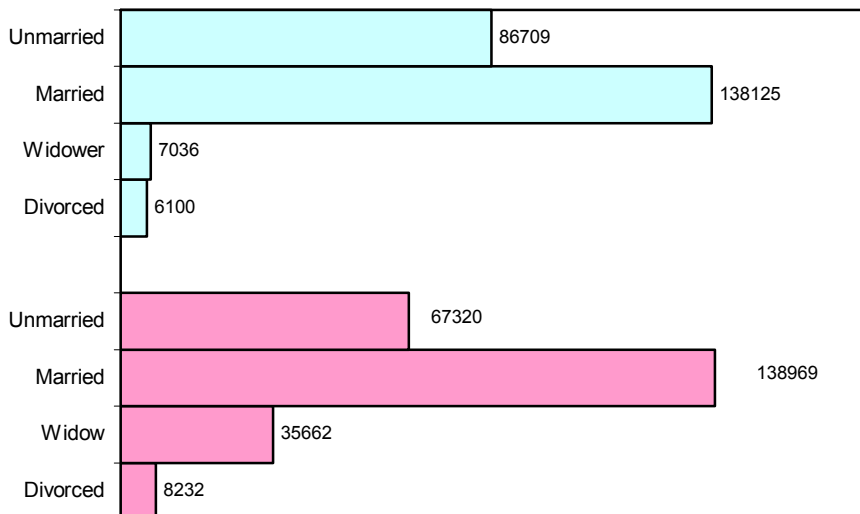 Unmarried 86709
Married 138125
Widower 7036
Divorced 6100
Unmarried 67320
Married 138969
Widow 35662
Divorced 8232